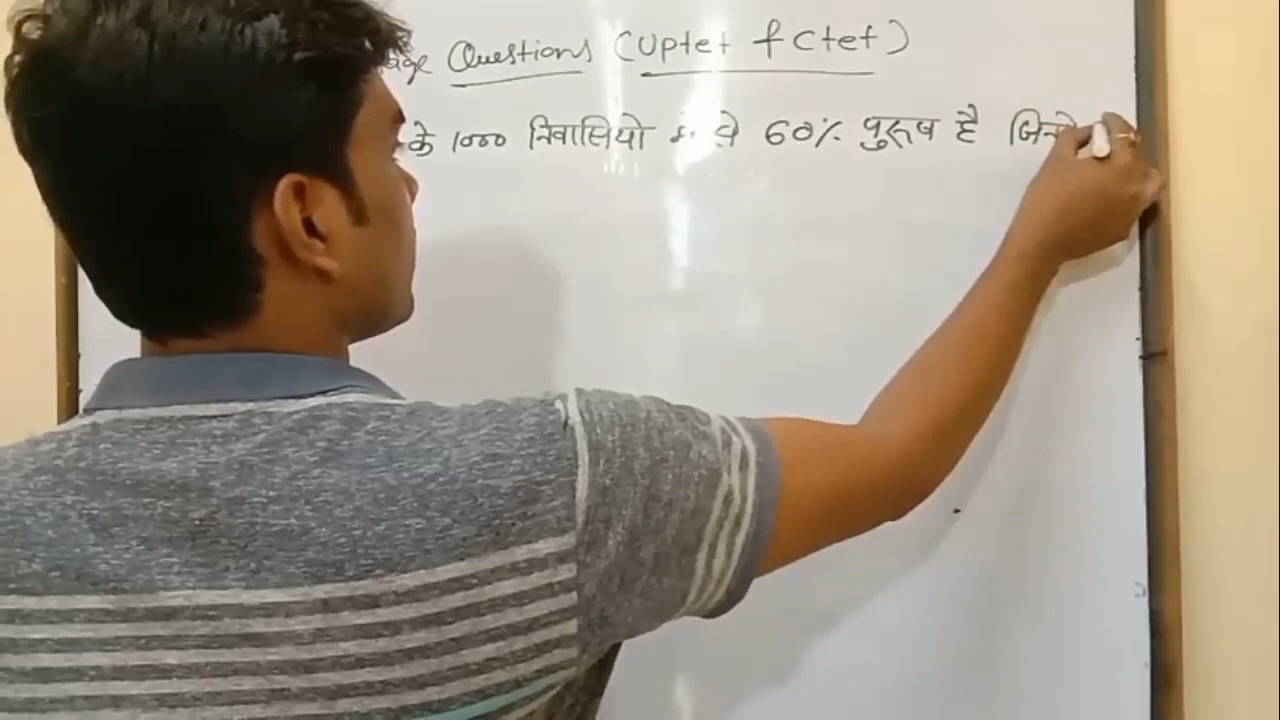 Questions (Uptet f Ctet)
के 1000 निवासियो में से 60% पुरूष है